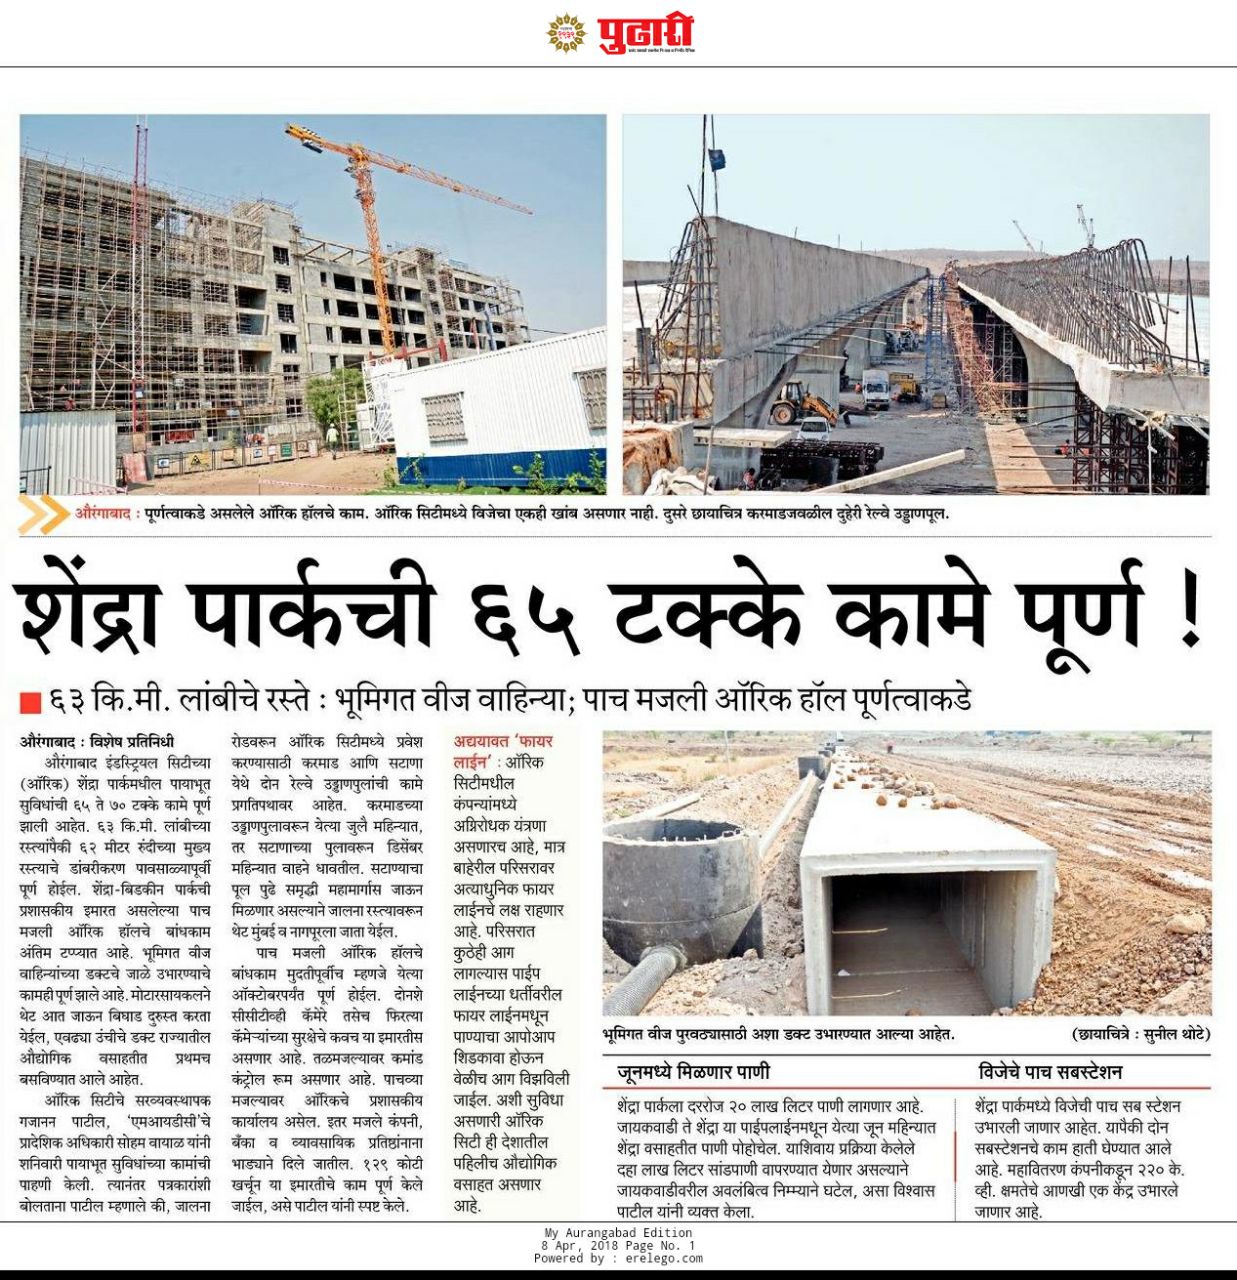 पुढारी
औरंगाबाद : पूर्णत्वाकडे असलेले ऑरिक हॉलचे काम. ऑरिक सिटीमध्ये विजेचा एकही खांब असणार नाही. दुसरे छायाचित्र करमाडजवळील दुहेरी रेल्वे उड्डाणपूल.
शेंद्रा पार्कची ६५ टक्के कामे पूर्ण !
६३ कि.मी. लांबीचे रस्ते : भूमिगत वीज वाहिन्या; पाच मजली ऑरिक हॉल पूर्णत्वाकडे
औरंगाबाद : विशेष प्रतिनिधी
औरंगाबाद इंडस्ट्रियल सिटीच्या
(ऑरिक) शेंद्रा पार्कमधील पायाभूत
सुविधांची ६५ ते ७० टक्के कामे पूर्ण
झाली आहेत. ६३ कि.मी. लांबीच्या
रस्त्यांपैकी ६२ मीटर रुंदीच्या मुख्य
रस्त्याचे डांबरीकरण पावसाळ्यापूर्वी
पूर्ण होईल. शेंद्रा-बिडकीन पार्कची
प्रशासकीय इमारत असलेल्या पाच
मजली ऑरिक हॉलचे बांधकाम
अंतिम टप्प्यात आहे. भूमिगत वीज
वाहिन्यांच्या डक्टचे जाळे उभारण्याचे
कामही पूर्ण झाले आहे. मोटारसायकलने
थेट आत जाऊन बिघाड दुरुस्त करता
येईल, एवढ्या उंचीचे डक्ट राज्यातील
औद्योगिक वसाहतीत प्रथमच
बसविण्यात आले आहेत.
ऑरिक सिटीचे सरव्यवस्थापक
गजानन पाटील, 'एमआयडीसी'चे
प्रादेशिक अधिकारी सोहम वायाळ यांनी
शनिवारी पायाभूत सुविधांच्या कामांची
पाहणी केली. त्यानंतर पत्रकारांशी
बोलताना पाटील म्हणाले की, जालना
रोडवरून ऑरिक सिटीमध्ये प्रवेश
करण्यासाठी करमाड आणि सटाणा
येथे दोन रेल्वे उड्डाणपुलांची कामे
प्रगतिपथावर आहेत. करमाडच्या
उड्डाणपुलावरून येत्या जुलै महिन्यात,
तर सटाणाच्या पुलावरून डिसेंबर
महिन्यात वाहने धावतील. सटाण्याचा
पूल पुढे समृद्धी महामार्गास जाऊन
मिळणार असल्याने जालना रस्त्यावरून
थेट मुंबई व नागपूरला जाता येईल.
पाच मजली ऑरिक हॉलचे
बांधकाम मुदतीपूर्वीच म्हणजे येत्या
ऑक्टोबरपर्यंत पूर्ण होईल. दोनशे
सीसीटीव्ही कॅमेरे तसेच फिरत्या
कॅमेऱ्यांच्या सुरक्षेचे कवच या इमारतीस
असणार आहे. तळमजल्यावर कमांड
कंट्रोल रूम असणार आहे. पाचव्या
मजल्यावर ऑरिकचे प्रशासकीय
कार्यालय असेल. इतर मजले कंपनी,
बँका व व्यावसायिक प्रतिष्ठांनाना
भाड्याने दिले जातील. १२९ कोटी
खर्चून या इमारतीचे काम पूर्ण केले
जाईल, असे पाटील यांनी स्पष्ट केले.
अद्ययावत 'फायर
लाईन' : ऑरिक
सिटीमधील
कंपन्यांमध्ये
अग्निरोधक यंत्रणा
असणारच आहे, मात्र
बाहेरील परिसरावर
अत्याधुनिक फायर
लाईनचे लक्ष राहणार
आहे. परिसरात
कुठेही आग
लागल्यास पाईप
लाईनच्या धर्तीवरील
फायर लाईनमधून
पाण्याचा आपोआप
शिडकावा होऊन
वेळीच आग विझविली
जाईल. अशी सुविधा
असणारी ऑरिक
सिटी ही देशातील
पहिलीच औद्योगिक
वसाहत असणार
आहे.
भूमिगत वीज पुरवठ्यासाठी अशा डक्ट उभारण्यात आल्या आहेत. (छायाचित्रे : सुनील थोटे)
जूनमध्ये मिळणार पाणी
शेंद्रा पार्कला दररोज २० लाख लिटर पाणी लागणार आहे.
जायकवाडी ते शेंद्रा या पाईपलाईनमधून येत्या जून महिन्यात
शेंद्रा वसाहतीत पाणी पोहोचेल. याशिवाय प्रक्रिया केलेले
दहा लाख लिटर सांडपाणी वापरण्यात येणार असल्याने
जायकवाडीवरील अवलंबित्व निम्म्याने घटेल, असा विश्वास
पाटील यांनी व्यक्त केला.
विजेचे पाच सबस्टेशन
शेंद्रा पार्कमध्ये विजेची पाच सब स्टेशन
उभारली जाणार आहेत. यापैकी दोन
सबस्टेशनचे काम हाती घेण्यात आले
आहे. महावितरण कंपनीकडून २२० के.
व्ही. क्षमतेचे आणखी एक केंद्र उभारले
जाणार आहे.
My Aurangabad Edition
8 Apr, 2018 Page No. 1
Powered by : erelego.com